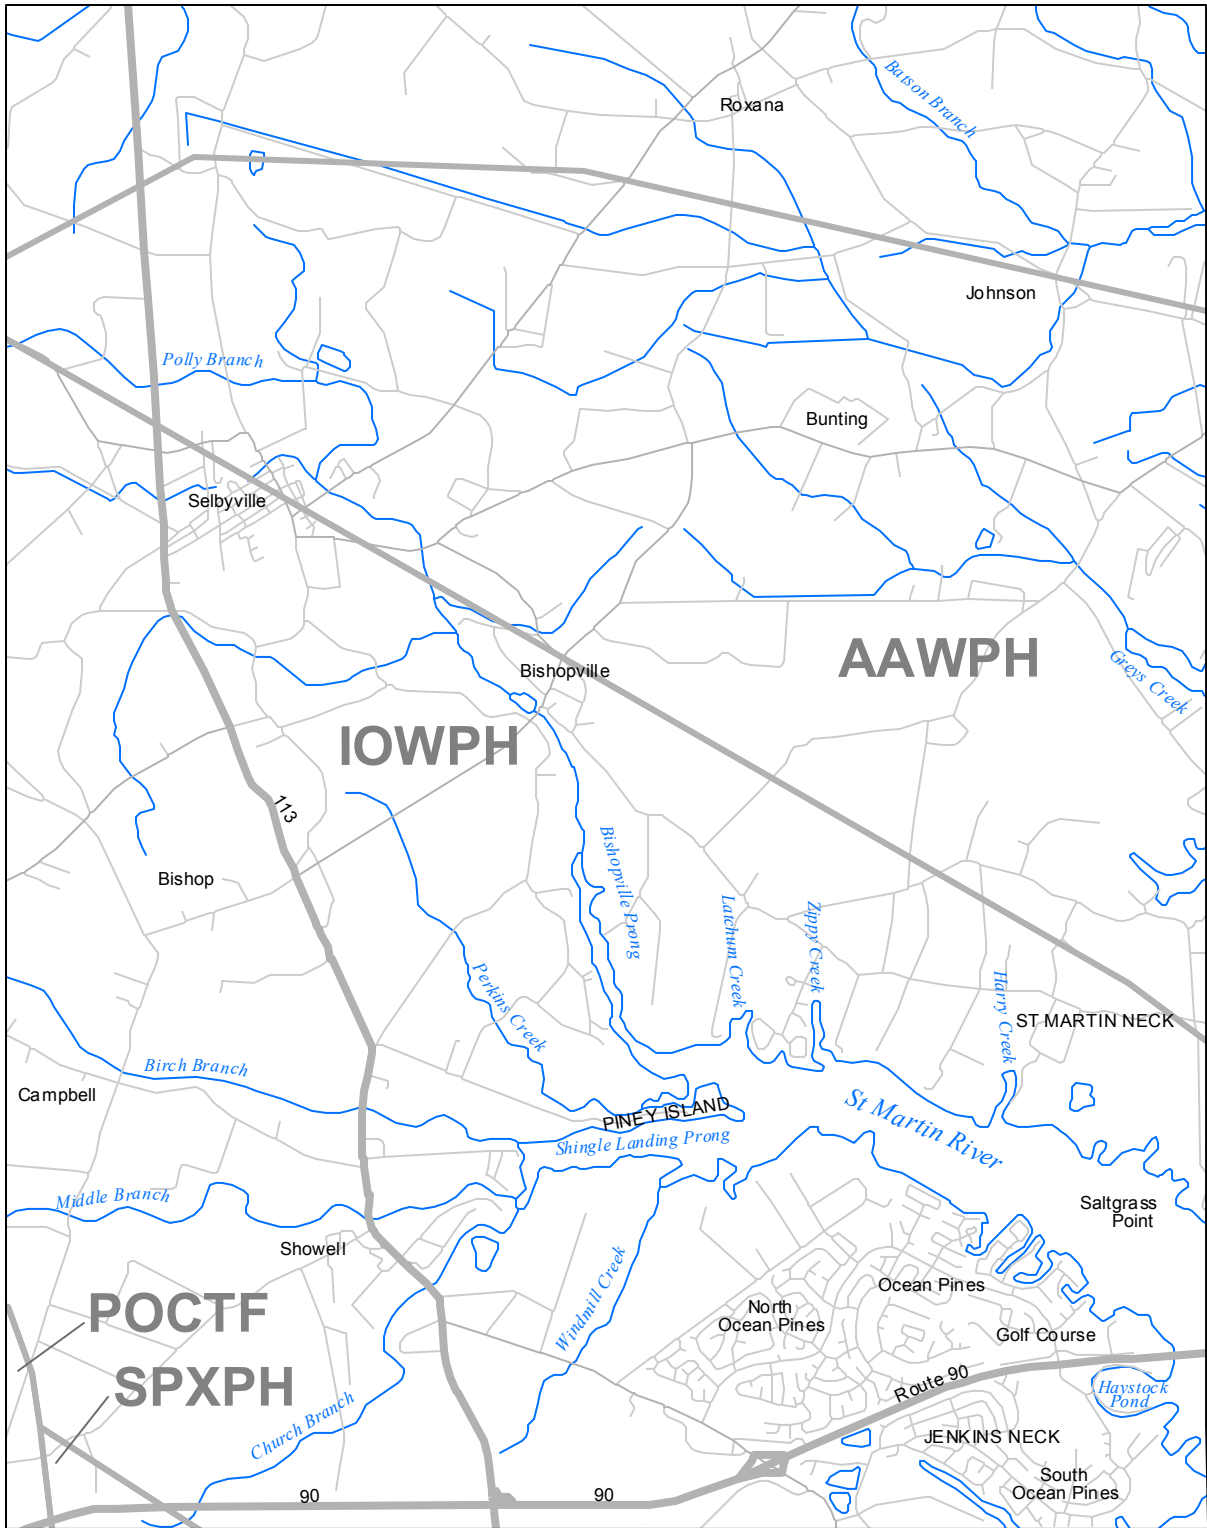 Roxana
Batson Branch
Johnson
Polly Branch
Bunting
Selbyville
AAWPH
Bishopville
Greys Creek
IOWPH
113
Bishop
Bishopville Prong
Latchum Creek
Zippy Creek
Perkins Creek
Harry Creek
ST MARTIN NECK
Birch Branch
Campbell
PINEY ISLAND
St Martin River
Shingle Landing Prong
Middle Branch
Saltgrass
Point
Showell
Windmill Creek
Ocean Pines
POCTF
North
Ocean Pines
Golf Course
SPXPH
Route 90
Haystock
Pond
Church Branch
JENKINS NECK
South
Ocean Pines
90
90